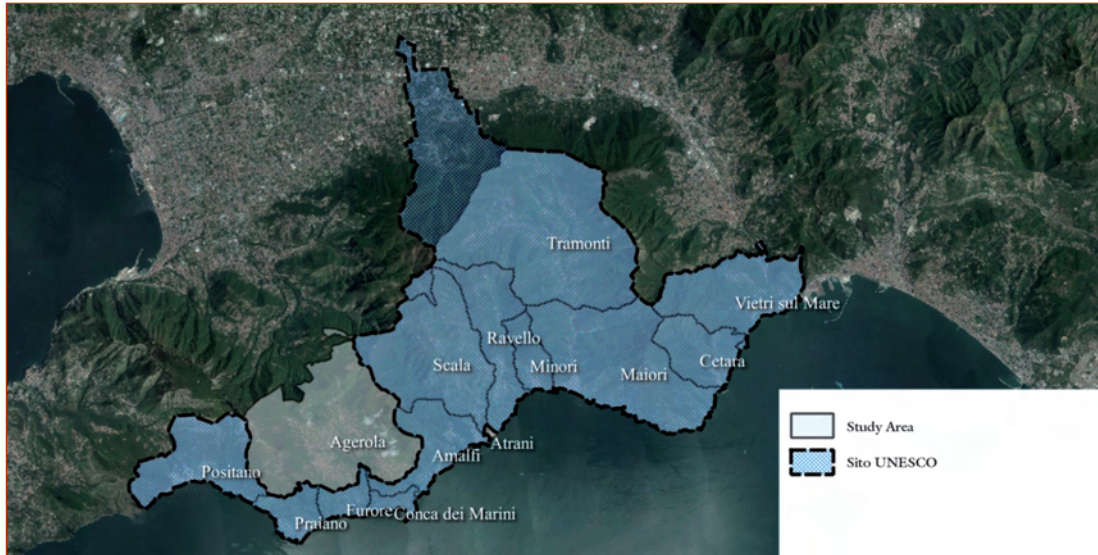 Tramonti
Vietri sul Mare
Ravello
Scala
Minori
Maiori
Cetara
Agerola
Atrani
Amalfi
Positano
Furore
Conca dei Marini
Praiano
Study Area
Sito UNESCO